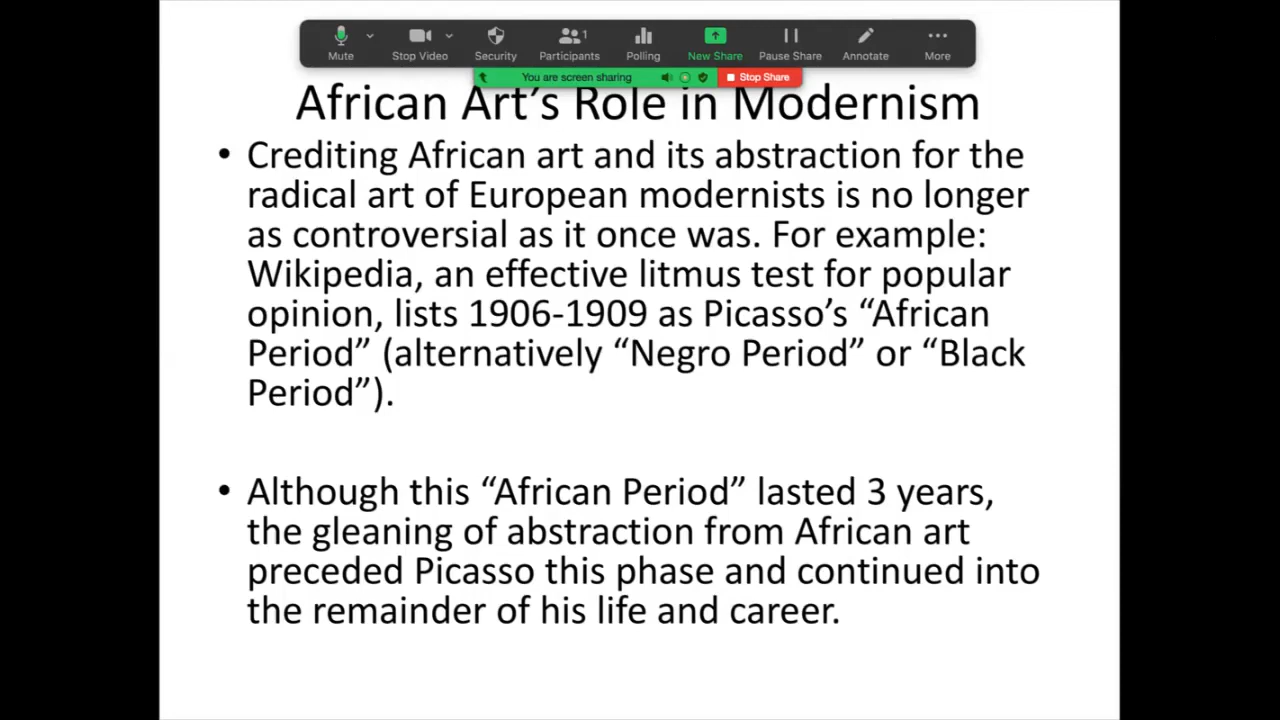 Mute
Stop Video
Security
Participants
1
Polling
New Share
Pause Share
Annotate
More
You are screen sharing
Stop Share
African Art’s Role in Modernism
• Crediting African art and its abstraction for the
radical art of European modernists is no longer
as controversial as it once was. For example:
Wikipedia, an effective litmus test for popular
opinion, lists 1906-1909 as Picasso’s “African
Period” (alternatively “Negro Period” or “Black
Period”).
• Although this “African Period” lasted 3 years,
the gleaning of abstraction from African art
preceded Picasso this phase and continued into
the remainder of his life and career.